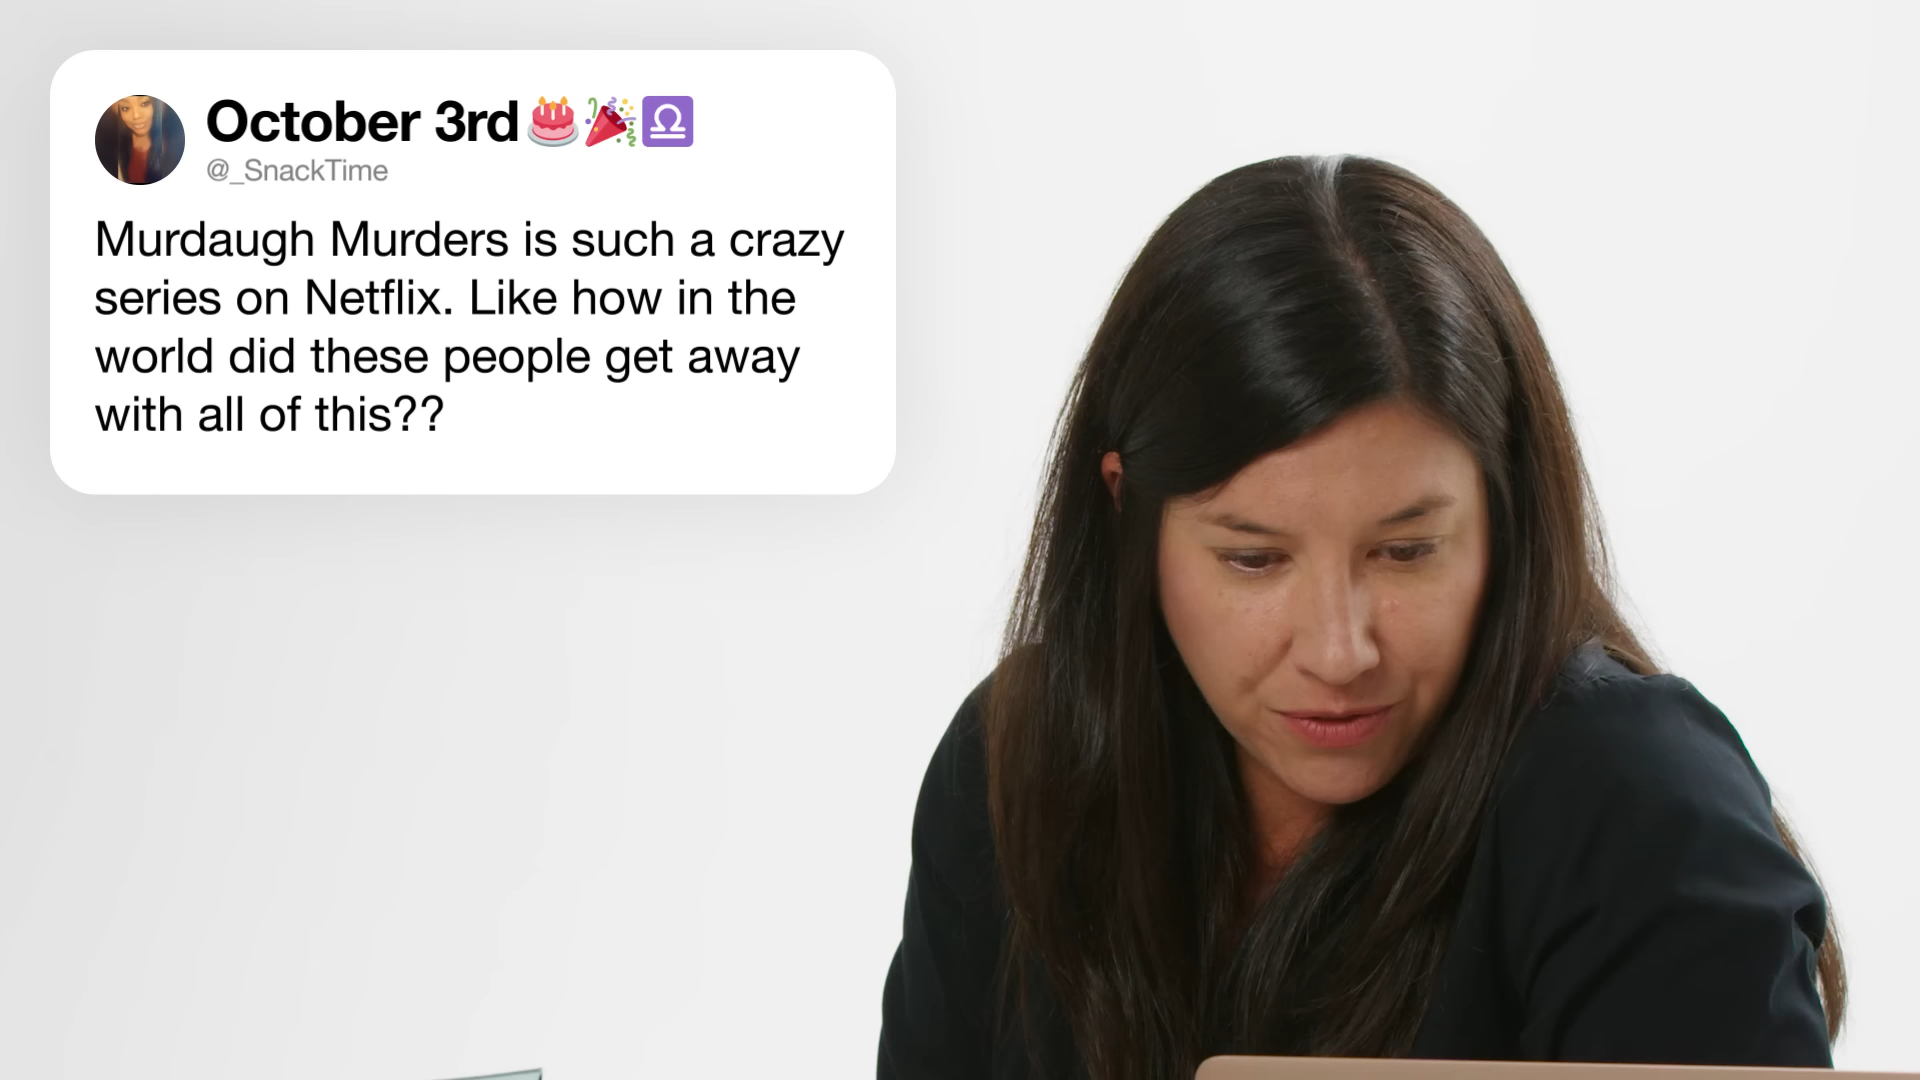 October 3rd🎂🎉♎
@_SnackTime
Murdaugh Murders is such a crazy
series on Netflix. Like how in the
world did these people get away
with all of this??